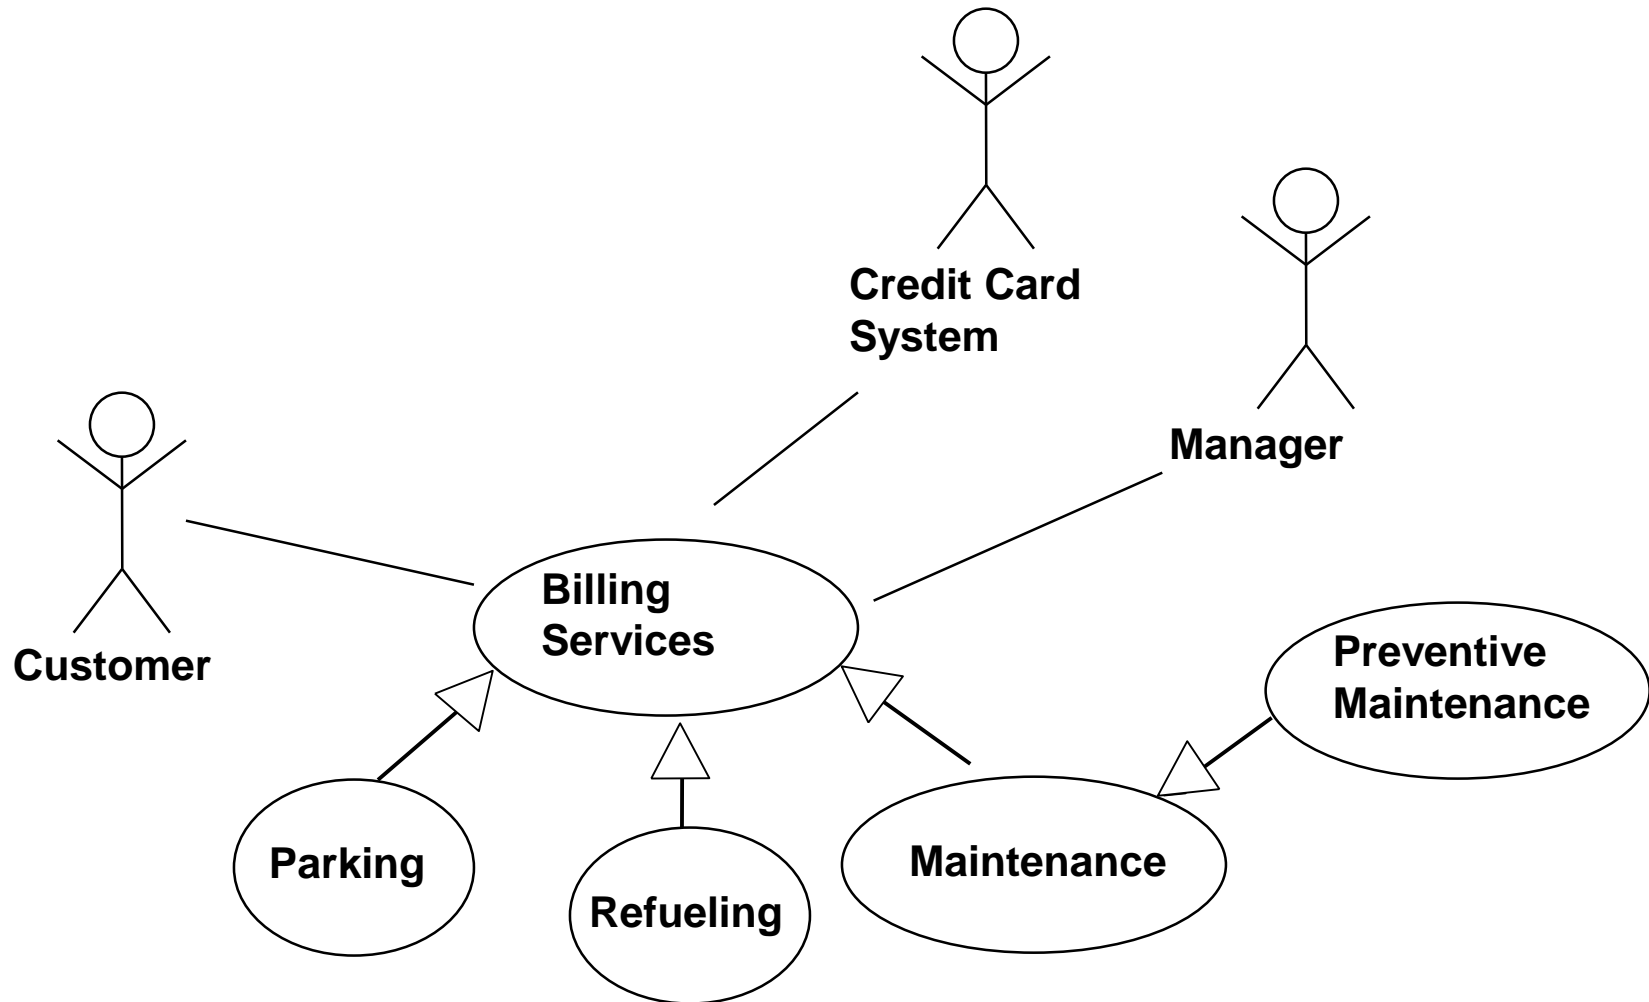 Credit Card
System
Manager
Customer
Billing
Services
Preventive
Maintenance
Parking
Refueling
Maintenance